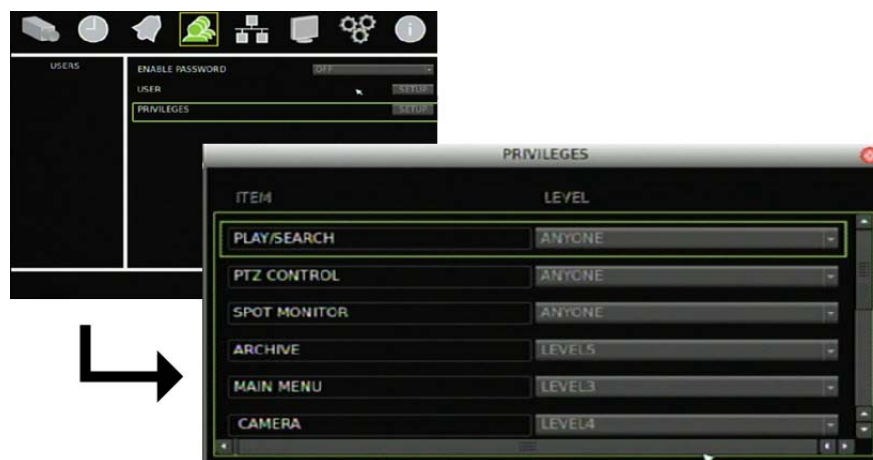 USERS
ENABLE PASSWORD OFF
USER SETUP
PRIVILEGES SETUP
PRIVILEGES
ITEM LEVEL
PLAY/SEARCH ANYONE
PTZ CONTROL ANYONE
SPOT MONITOR ANYONE
ARCHIVE LEVEL5
MAIN MENU LEVEL3
CAMERA LEVEL4